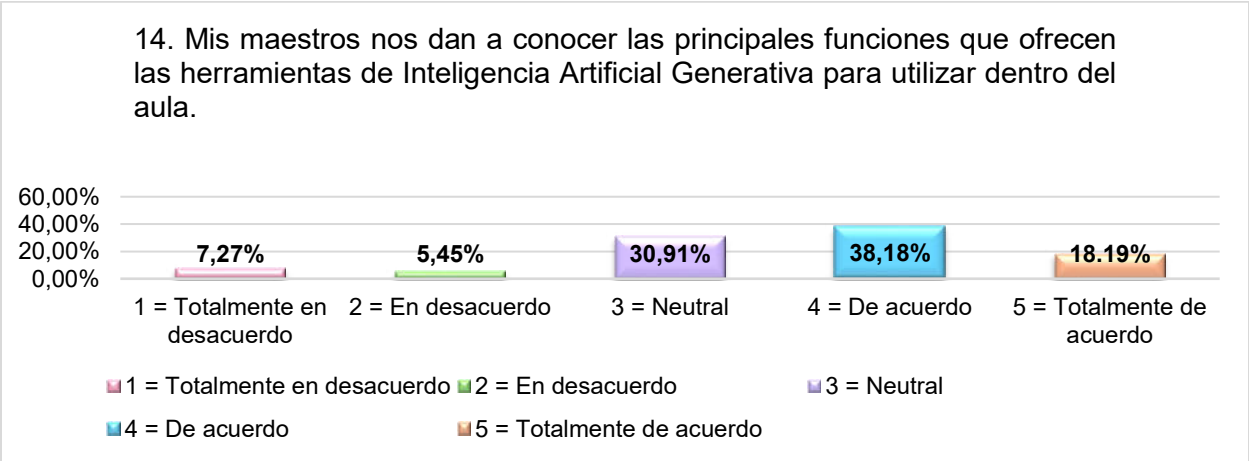 14. Mis maestros nos dan a conocer las principales funciones que ofrecen
las herramientas de Inteligencia Artificial Generativa para utilizar dentro del
aula.
60,00%
40,00%
20,00%
0,00%
7,27%
5,45%
30,91%
38,18%
18.19%
1 = Totalmente en
desacuerdo
2 = En desacuerdo
3 = Neutral
4 = De acuerdo
5 = Totalmente de
acuerdo
1 = Totalmente en desacuerdo
2 = En desacuerdo
3 = Neutral
4 = De acuerdo
5 = Totalmente de acuerdo